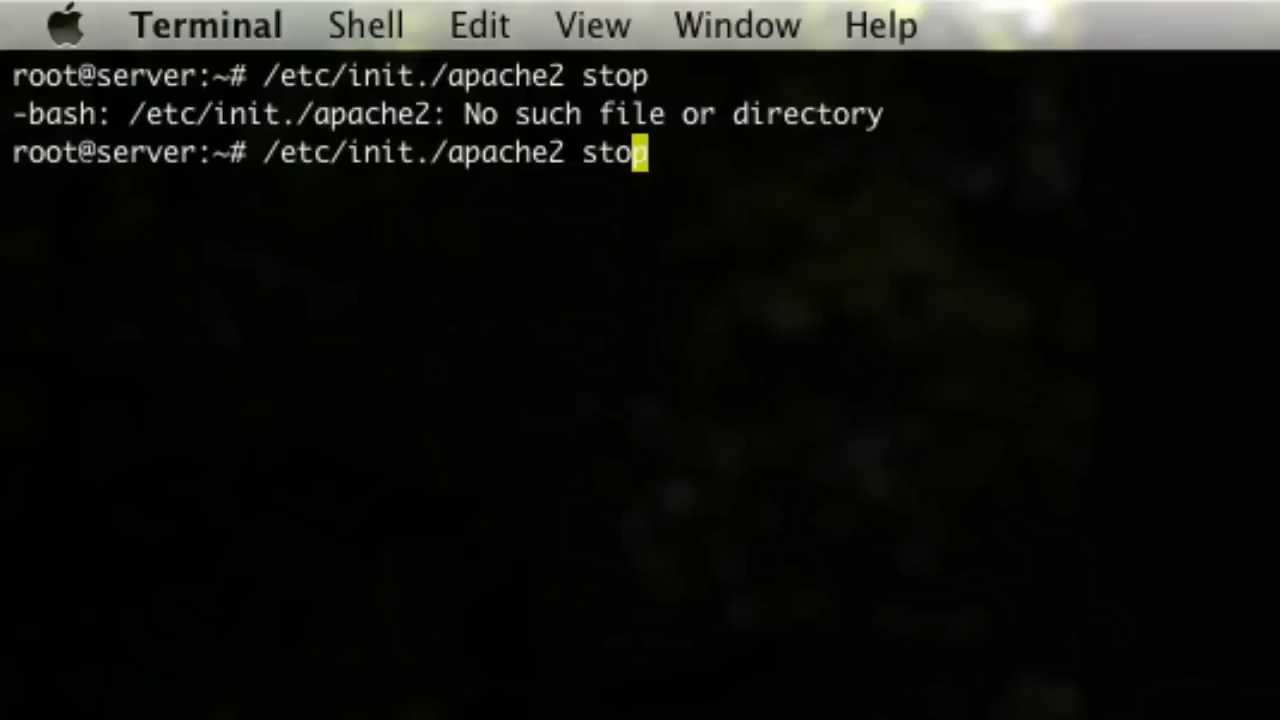 Terminal Shell Edit View Window Help
root@server:~# /etc/init./apache2 stop
-bash: /etc/init./apache2: No such file or directory
root@server:~# /etc/init./apache2 stop